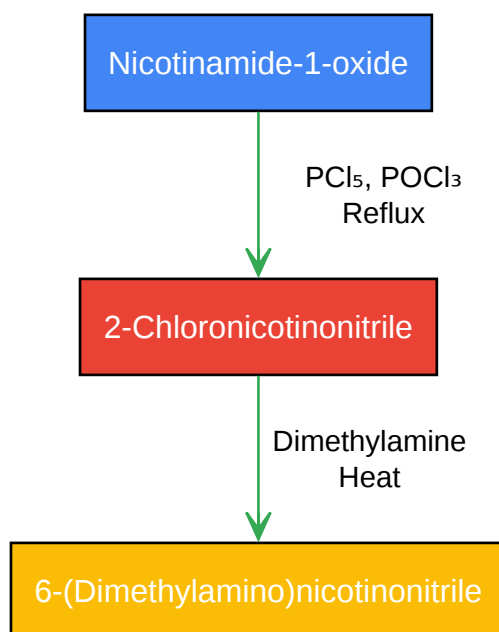 Nicotinamide-1-oxide
PCl₅, POCl₃
Reflux
2-Chloronicotinonitrile
Dimethylamine
Heat
6-(Dimethylamino)nicotinonitrile